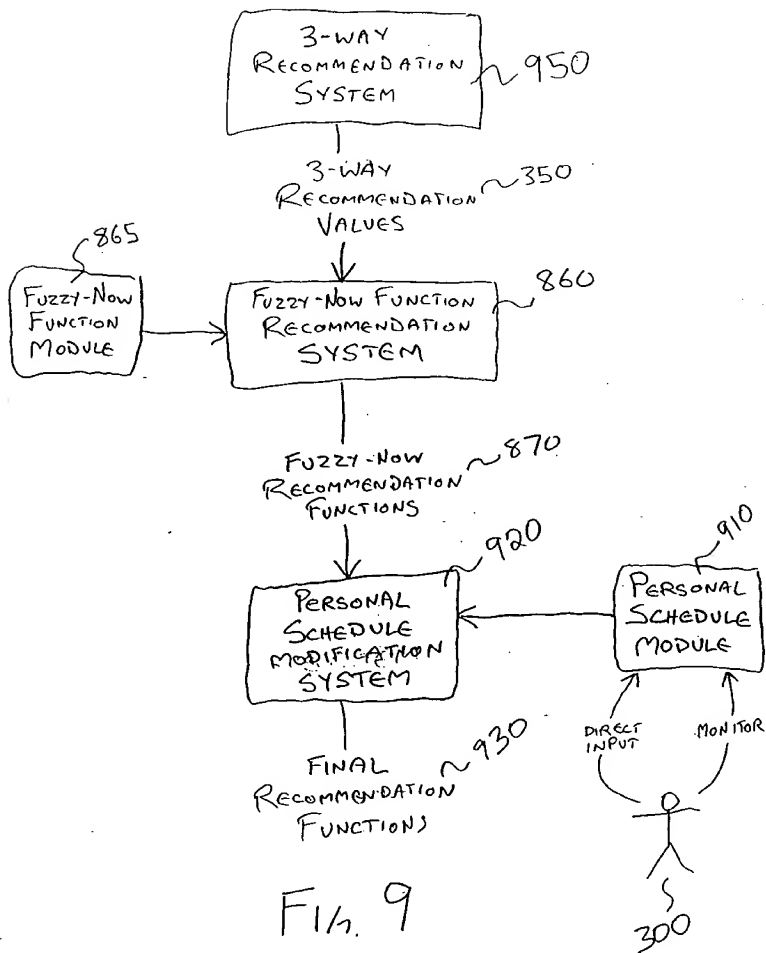 3-WAY
RECOMMENDATION
SYSTEM
950
3-WAY
RECOMMENDATION
VALUES
350
865
FUZZY-NOW
FUNCTION
MODULE
FUZZY-NOW FUNCTION
RECOMMENDATION
SYSTEM
860
FUZZY-NOW
RECOMMENDATION
FUNCTIONS
870
920
PERSONAL
SCHEDULE
MODIFICATION
SYSTEM
910
PERSONAL
SCHEDULE
MODULE
DIRECT
INPUT
MONITOR
FINAL
RECOMMENDATION
FUNCTIONS
930
300
FIG. 9